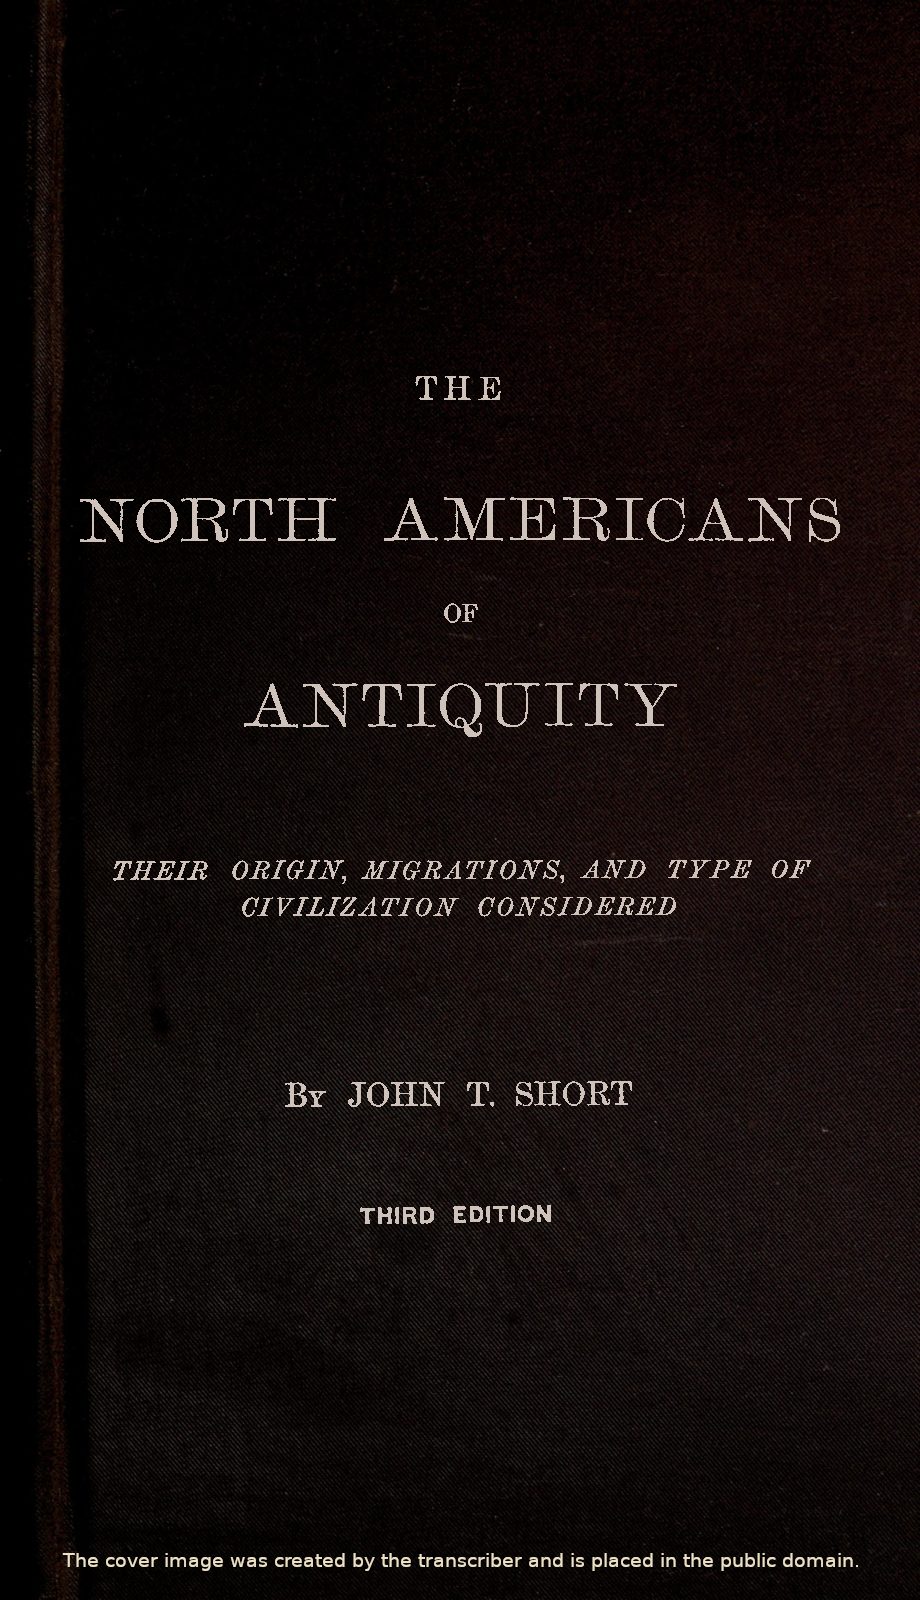 THE
NORTH AMERICANS
OF
ANTIQUITY
THEIR ORIGIN, MIGRATIONS, AND TYPE OF
CIVILIZATION CONSIDERED
By JOHN T. SHORT
THIRD EDITION
The cover image was created by the transcriber and is placed in the public domain.